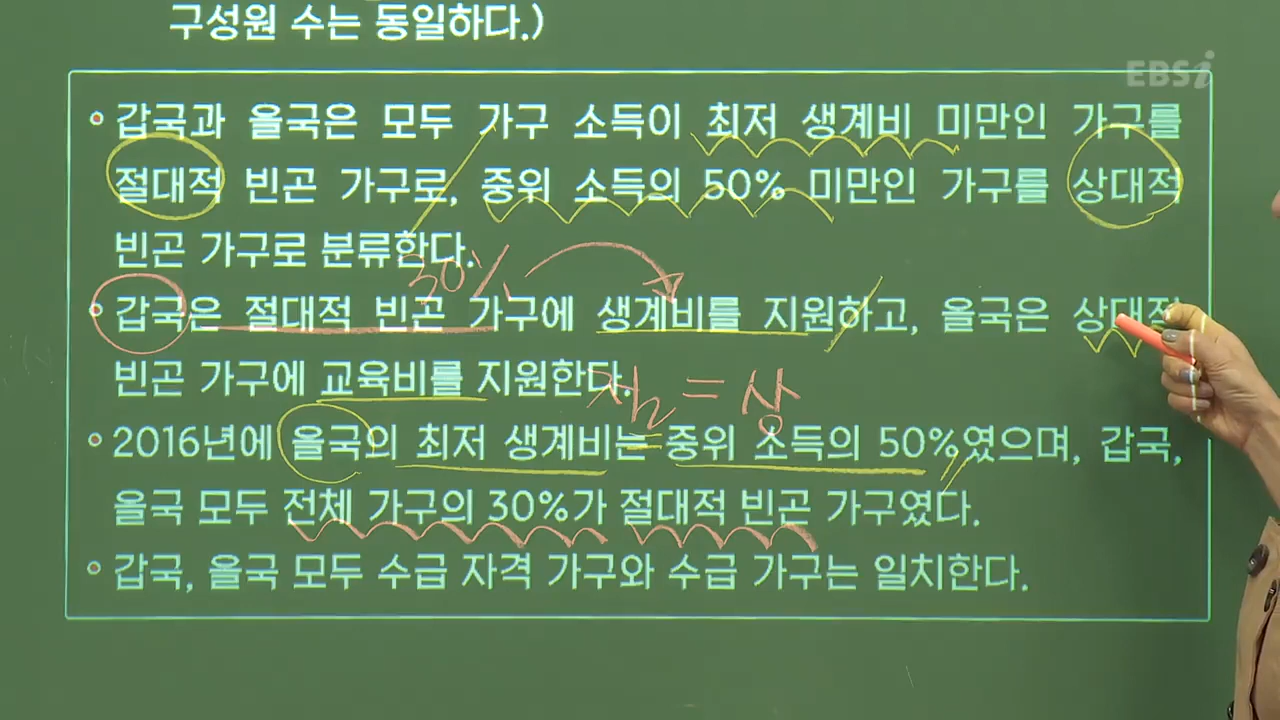 구성원 수는 동일하다.)
EBSi
• 갑국과 을국은 모두 가구 소득이 최저 생계비 미만인 가구를
절대적 빈곤 가구로, 중위 소득의 50% 미만인 가구를 상대적
빈곤 가구로 분류한다.
30%
• 갑국은 절대적 빈곤 가구에 생계비를 지원하고, 을국은 상대적
빈곤 가구에 교육비를 지원한다.
절 = 상
• 2016년에 을국의 최저 생계비는 중위 소득의 50%였으며, 갑국,
을국 모두 전체 가구의 30%가 절대적 빈곤 가구였다.
• 갑국, 을국 모두 수급 자격 가구와 수급 가구는 일치한다.